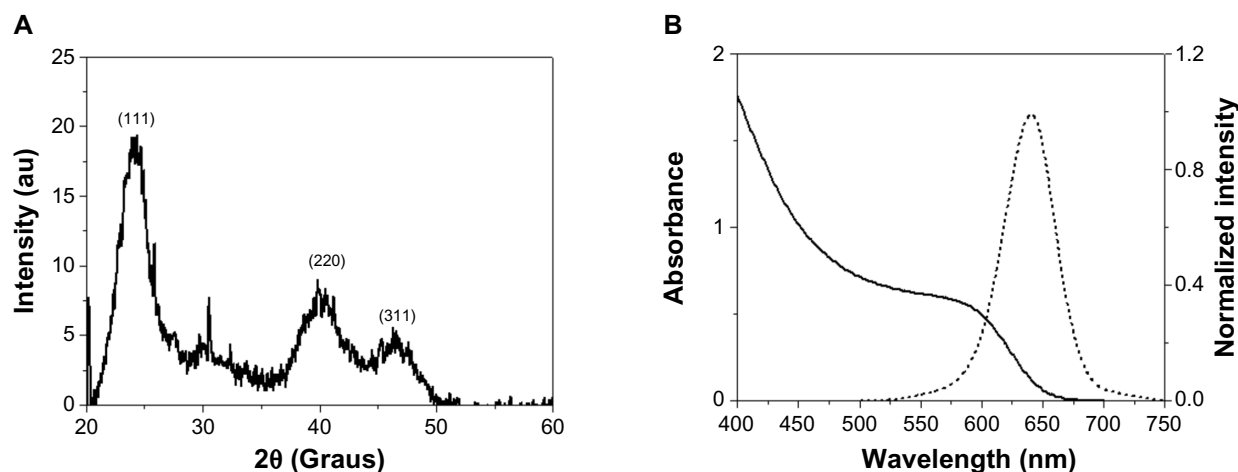 A
25
20
15
10
5
0
20 30 40 50 60
Intensity (au)
2θ (Graus)
(111)
(220)
(311)
B
2
1
0
400 450 500 550 600 650 700 750
Absorbance
Wavelength (nm)
1.2
0.8
0.4
0.0
Normalized intensity